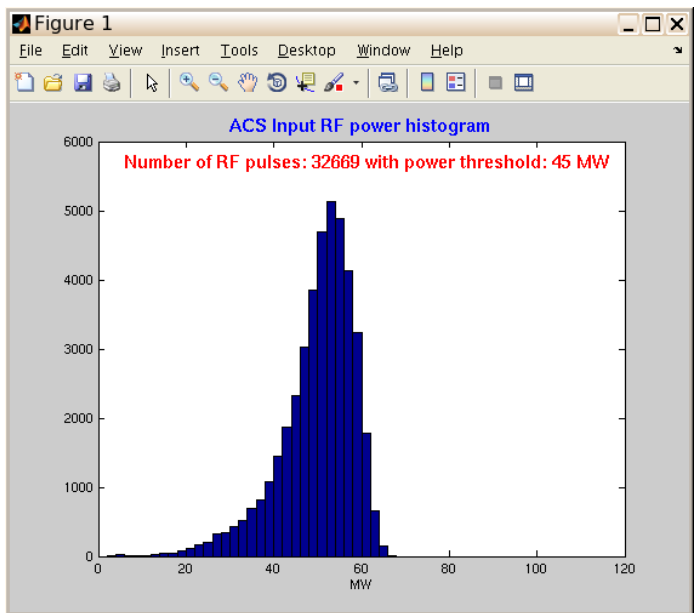 Figure 1
File Edit View Insert Tools Desktop Window Help
ACS Input RF power histogram
Number of RF pulses: 32669 with power threshold: 45 MW
6000
5000
4000
3000
2000
1000
0
0 20 40 60 80 100 120
MW